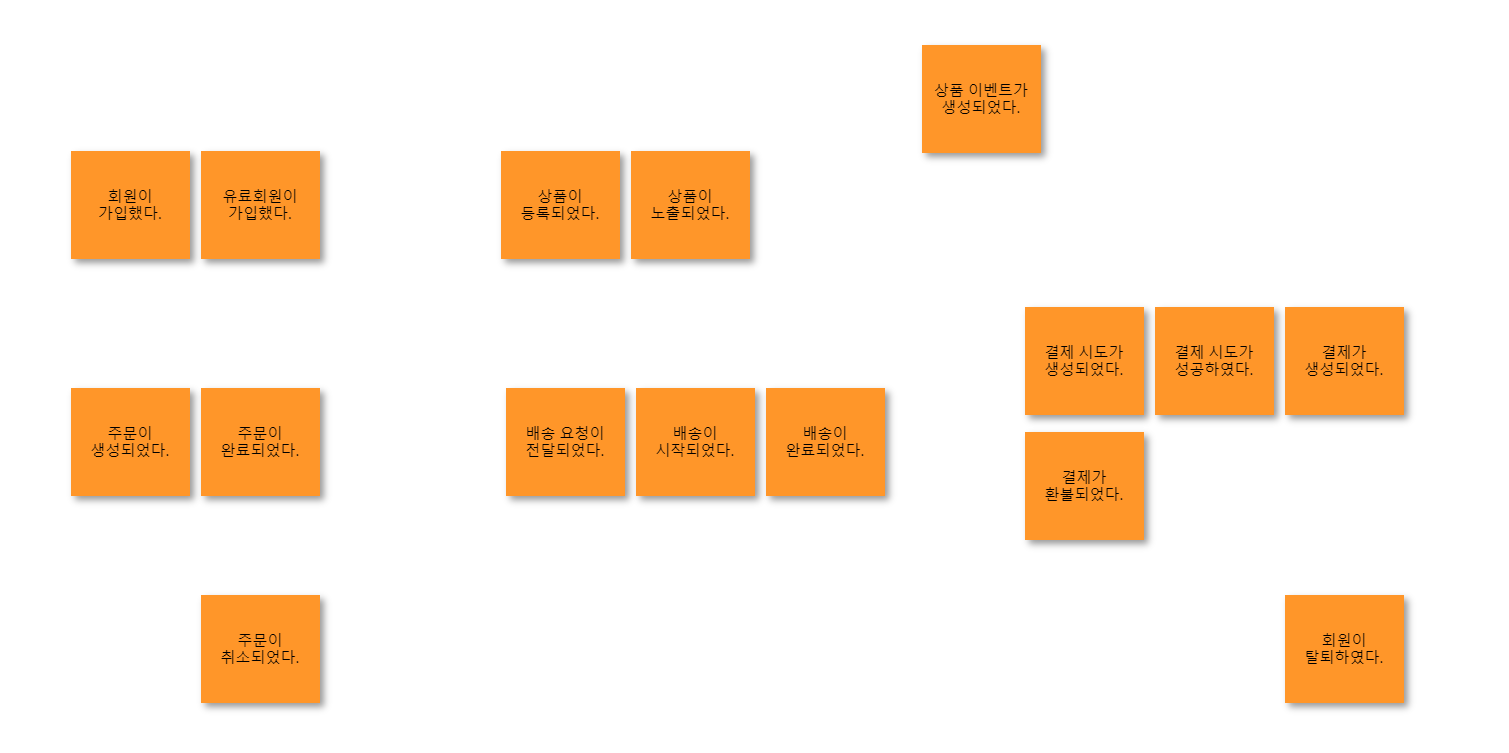 상품 이벤트가
생성되었다.
회원이
가입했다.
유료회원이
가입했다.
상품이
등록되었다.
상품이
노출되었다.
결제 시도가
생성되었다.
결제 시도가
성공하였다.
결제가
생성되었다.
주문이
생성되었다.
주문이
완료되었다.
배송 요청이
전달되었다.
배송이
시작되었다.
배송이
완료되었다.
결제가
환불되었다.
주문이
취소되었다.
회원이
탈퇴하였다.